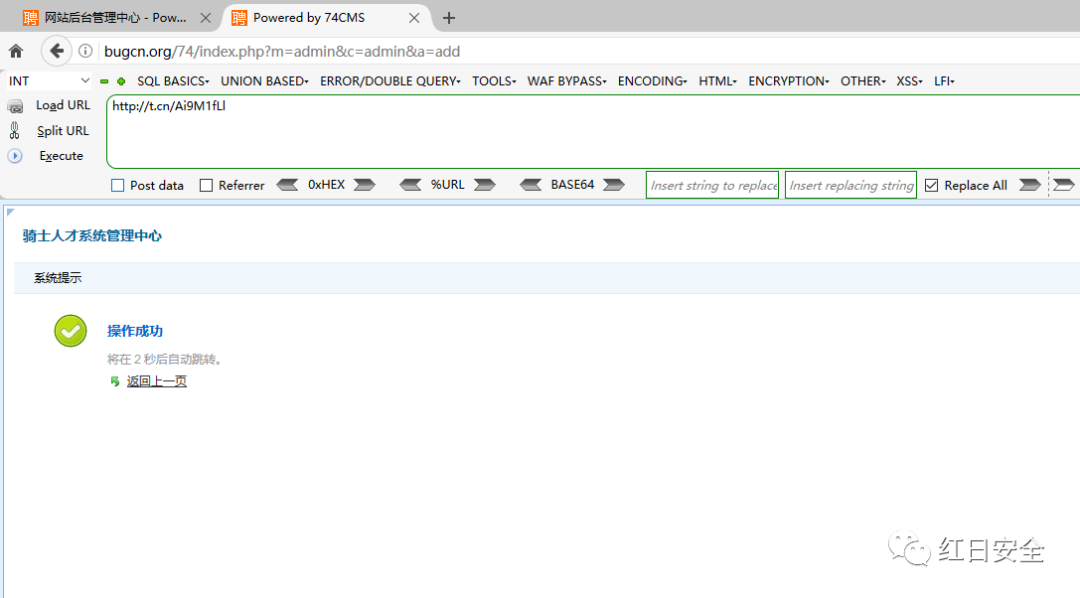 网站后台管理中心 - Pow...
Powered by 74CMS
bugcn.org/74/index.php?m=admin&c=admin&a=add
INT SQL BASICS UNION BASED ERROR/DOUBLE QUERY TOOLS WAF BYPASS ENCODING HTML ENCRYPTION OTHER XSS LFI
Load URL
http://t.cn/Ai9M1fLl
Split URL
Execute
Post data Referrer 0xHEX %URL BASE64 Insert string to replace Insert replacing string Replace All
骑士人才系统管理中心
系统提示
操作成功
将在 2 秒后自动跳转。
返回上一页
红日安全